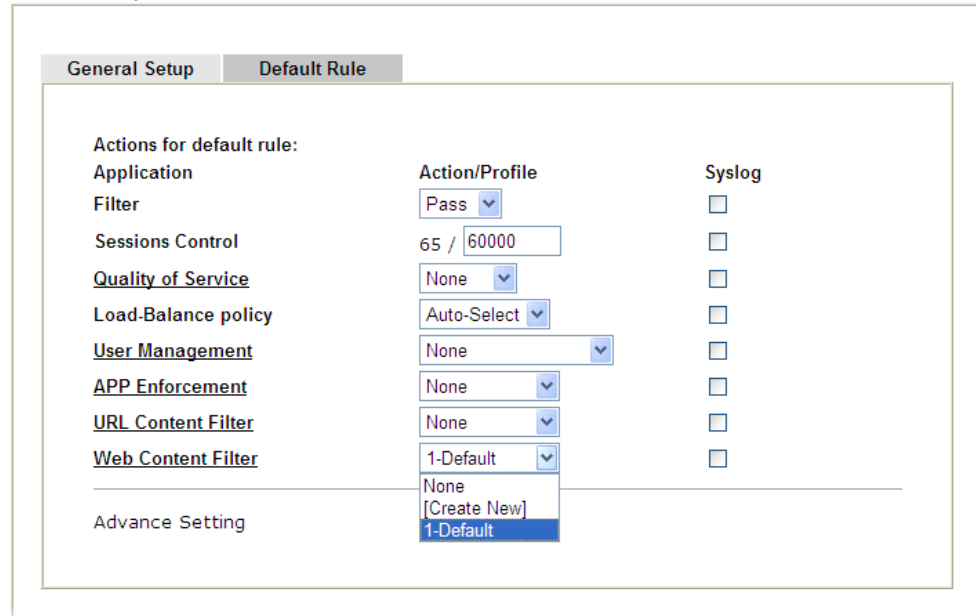 General Setup Default Rule
Actions for default rule:
Application Action/Profile Syslog
Filter Pass
Sessions Control 65 / 60000
Quality of Service None
Load-Balance policy Auto-Select
User Management None
APP Enforcement None
URL Content Filter None
Web Content Filter 1-Default
None
[Create New]
Advance Setting
1-Default